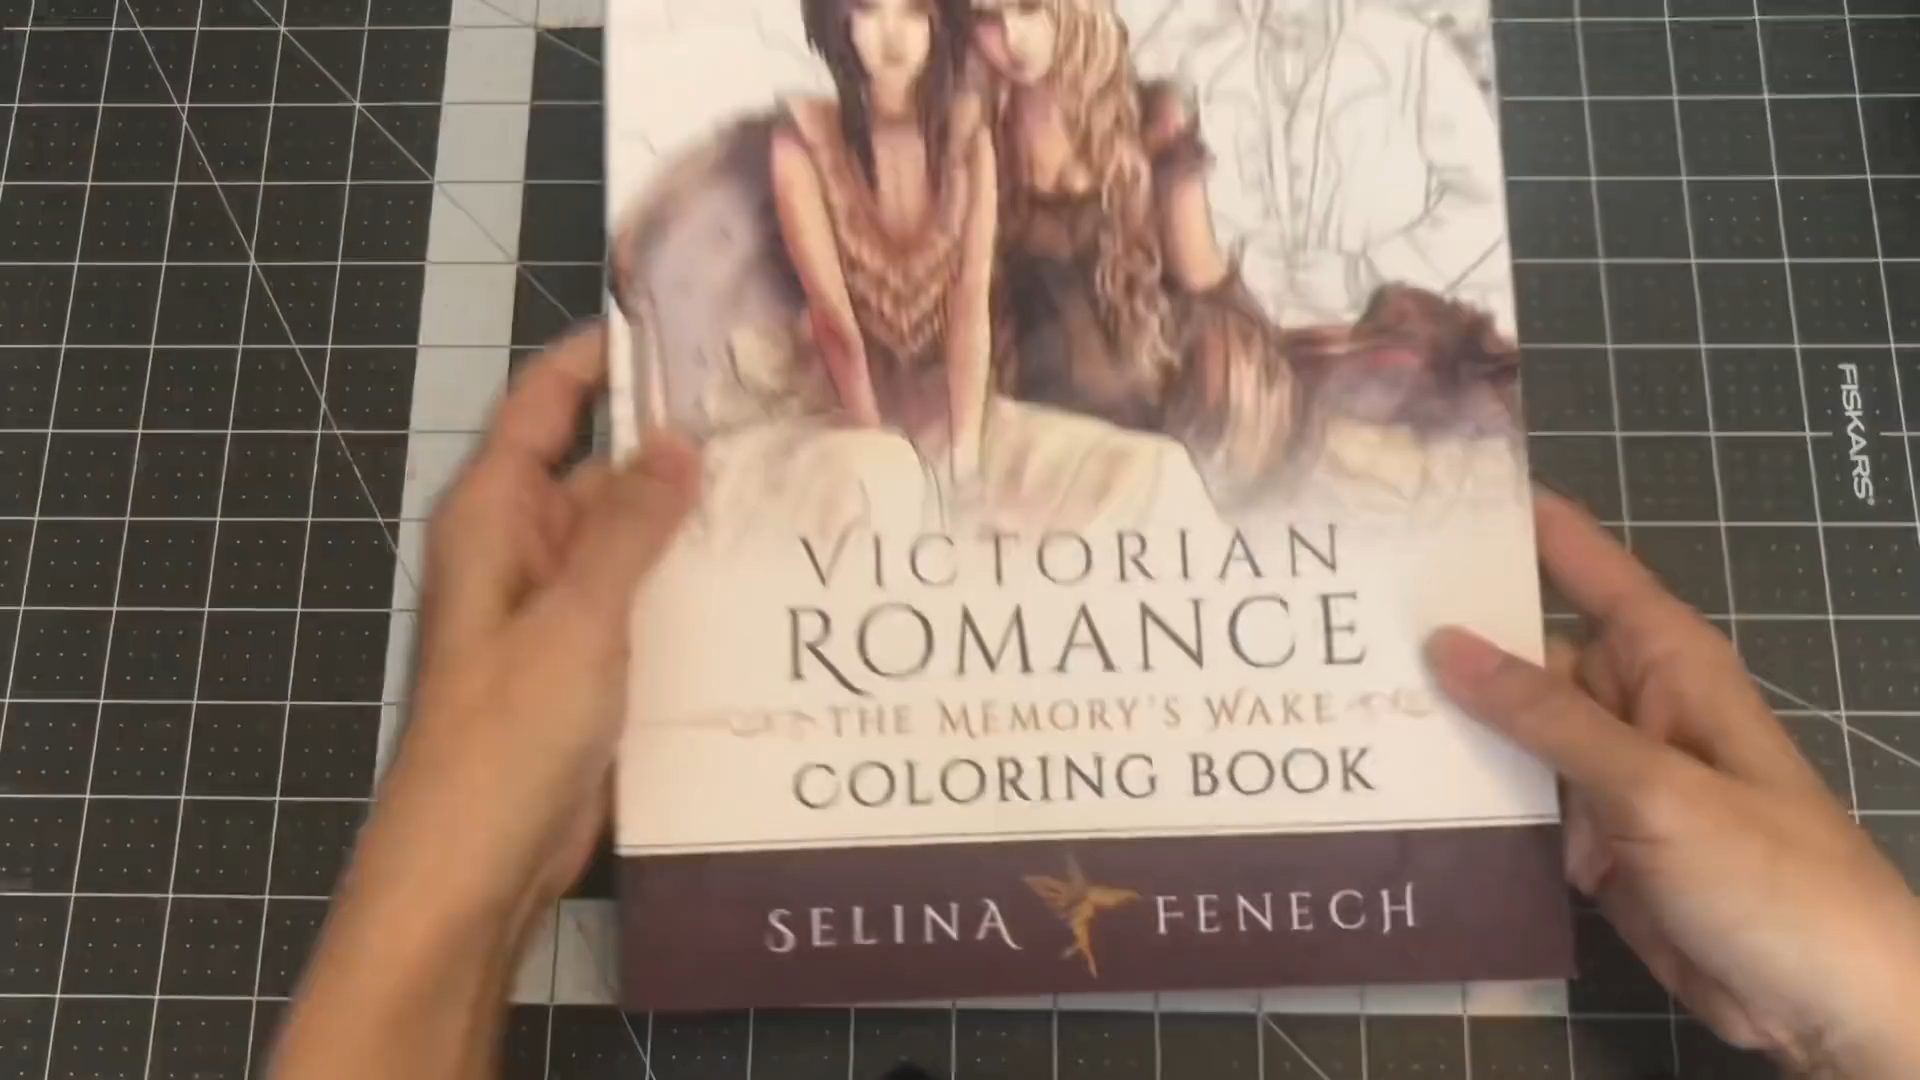 VICTORIAN
ROMANCE
THE MEMORY'S WAKE
COLORING BOOK
SELINA FENECH
FISKARS